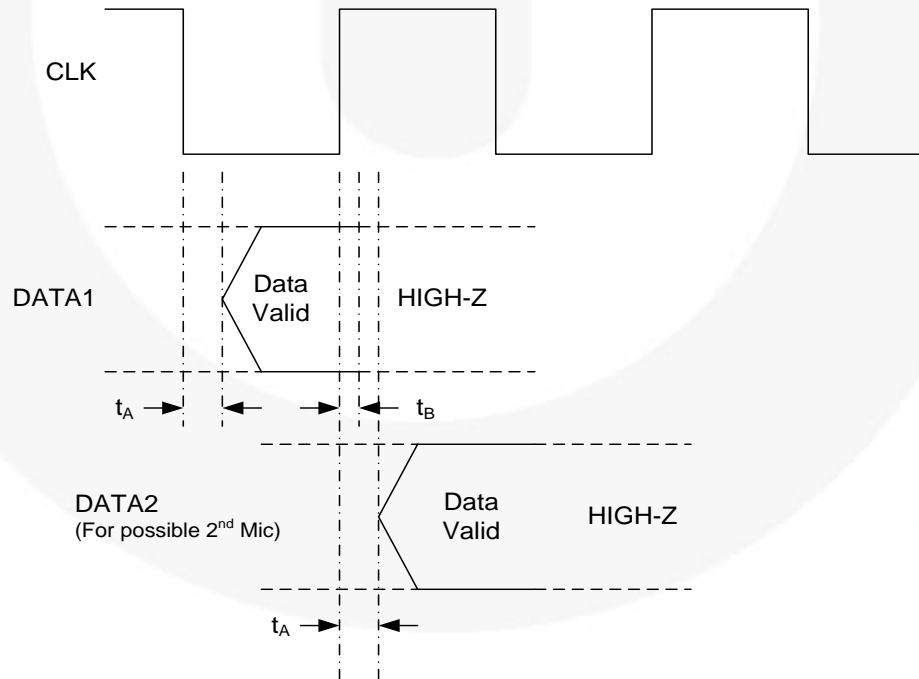 CLK
DATA1
Data
Valid
HIGH-Z
tA
tB
DATA2
(For possible 2nd Mic)
Data
Valid
HIGH-Z
tA